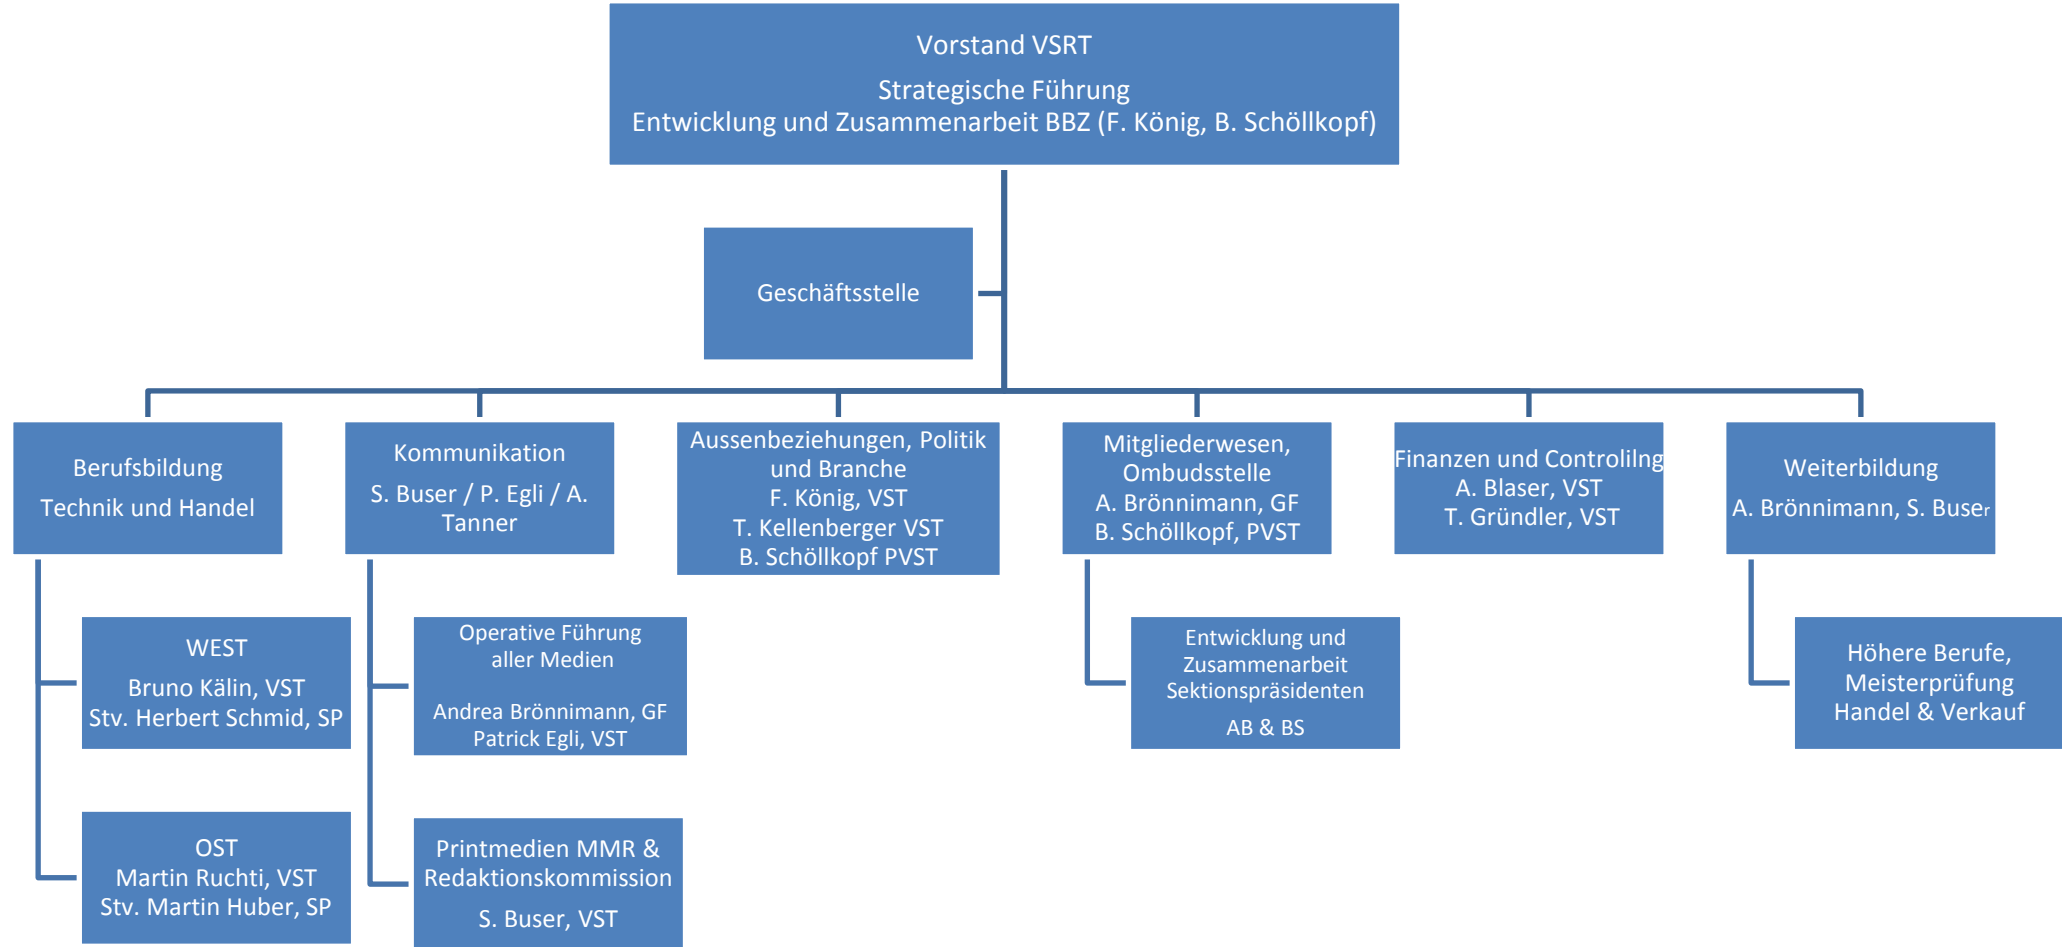 Vorstand VSRT
Strategische Führung
Entwicklung und Zusammenarbeit BBZ (F. König, B. Schöllkopf)
Geschäftsstelle
Berufsbildung
Technik und Handel
Kommunikation
S. Buser / P. Egli / A.
Tanner
Aussenbeziehungen, Politik
und Branche
F. König, VST
T. Kellenberger VST
B. Schöllkopf PVST
Mitgliederwesen,
Ombudsstelle
A. Brönnimann, GF
B. Schöllkopf, PVST
Finanzen und Controlilng
A. Blaser, VST
T. Gründler, VST
Weiterbildung
A. Brönnimann, S. Buser
WEST
Bruno Kälin, VST
Stv. Herbert Schmid, SP
Operative Führung
aller Medien
Andrea Brönnimann, GF
Patrick Egli, VST
Entwicklung und
Zusammenarbeit
Sektionspräsidenten
AB & BS
Höhere Berufe,
Meisterprüfung
Handel & Verkauf
OST
Martin Ruchti, VST
Stv. Martin Huber, SP
Printmedien MMR &
Redaktionskommission
S. Buser, VST